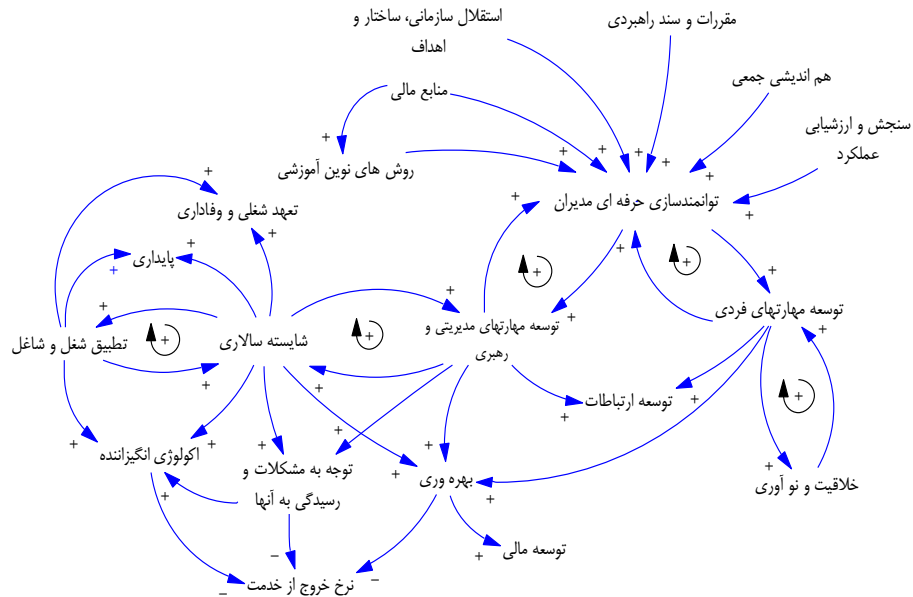 استقلال سازمانی، ساختار و
اهداف
مقررات و سند راهبردی
هم اندیشی جمعی
منابع مالی
سنجش و ارزشیابی
عملکرد
روش های نوین آموزشی
توانمندسازی حرفه ای مدیران
تعهد شغلی و وفاداری
پایداری
توسعه مهارتهای فردی
توسعه مهارتهای مدیریتی و
رهبری
شایسته سالاری
تطبیق شغل و شاغل
توسعه ارتباطات
اکولوژی انگیزاننده
توجه به مشکلات و
رسیدگی به آنها
بهره وری
خلاقیت و نو آوری
توسعه مالی
نرخ خروج از خدمت